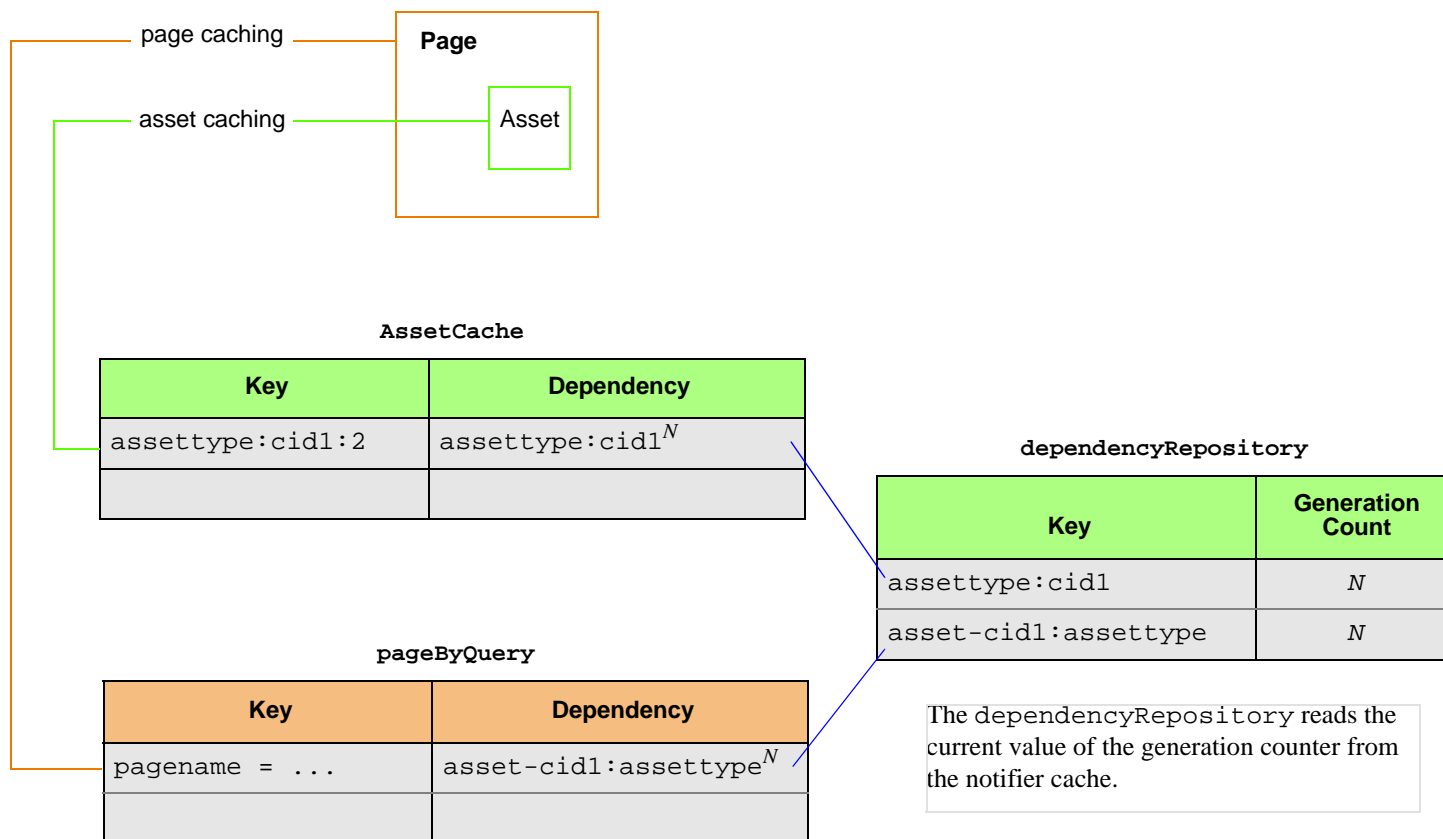 page caching
Page
asset caching
Asset
AssetCache
Key Dependency
assettype:cid1:2 assettype:cid1N
dependencyRepository
Key Generation
Count
assettype:cid1 N
asset-cid1:assettype N
pageByQuery
Key Dependency
pagename = ... asset-cid1:assettypeN
The dependencyRepository reads the
current value of the generation counter from
the notifier cache.